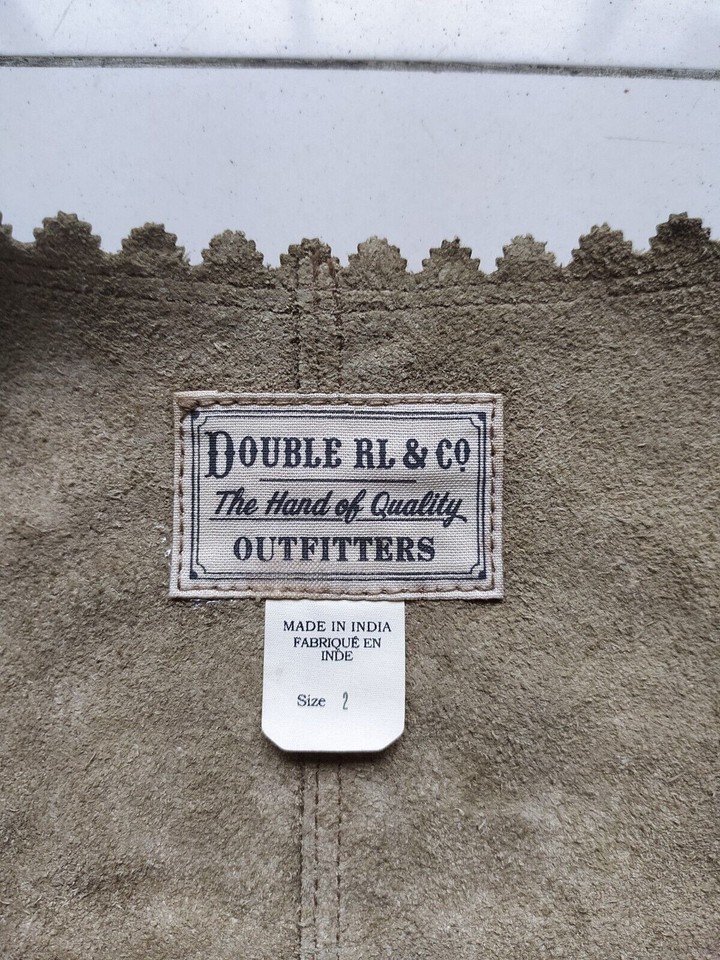 DOUBLE RL & CO
The Hand of Quality
OUTFITTERS
MADE IN INDIA
FABRIQUÉ EN
INDE
Size 2